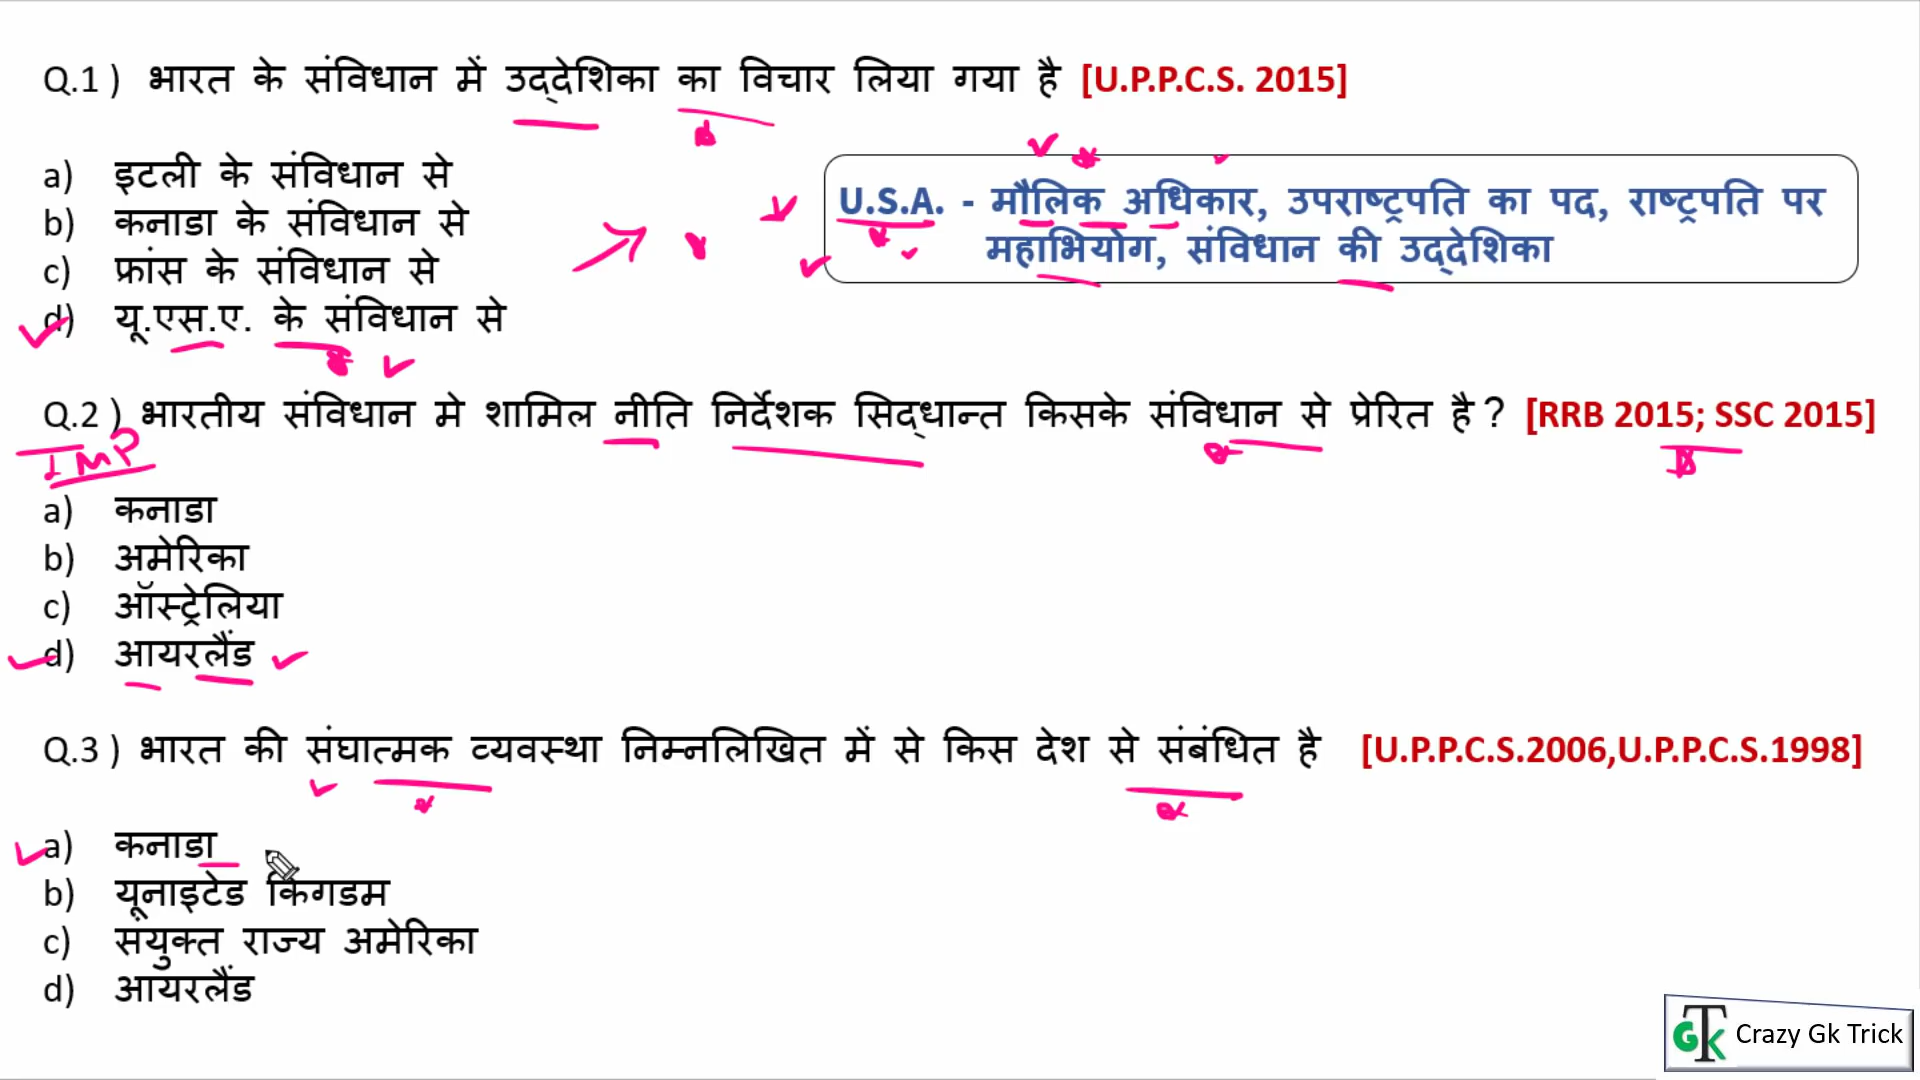 Q.1 ) भारत के संविधान में उद्देशिका का विचार लिया गया है [U.P.P.C.S. 2015]
a) इटली के संविधान से
b) कनाडा के संविधान से
c) फ्रांस के संविधान से
d) यू.एस.ए. के संविधान से
U.S.A. - मौलिक अधिकार, उपराष्ट्रपति का पद, राष्ट्रपति पर
महाभियोग, संविधान की उद्देशिका
Q.2 ) भारतीय संविधान मे शामिल नीति निर्देशक सिद्धान्त किसके संविधान से प्रेरित है ? [RRB 2015; SSC 2015]
IMP
a) कनाडा
b) अमेरिका
c) ऑस्ट्रेलिया
d) आयरलैंड
Q.3 ) भारत की संघात्मक व्यवस्था निम्नलिखित में से किस देश से संबंधित है [U.P.P.C.S.2006,U.P.P.C.S.1998]
a) कनाडा
b) यूनाइटेड किंगडम
c) संयुक्त राज्य अमेरिका
d) आयरलैंड
GTK Crazy Gk Trick